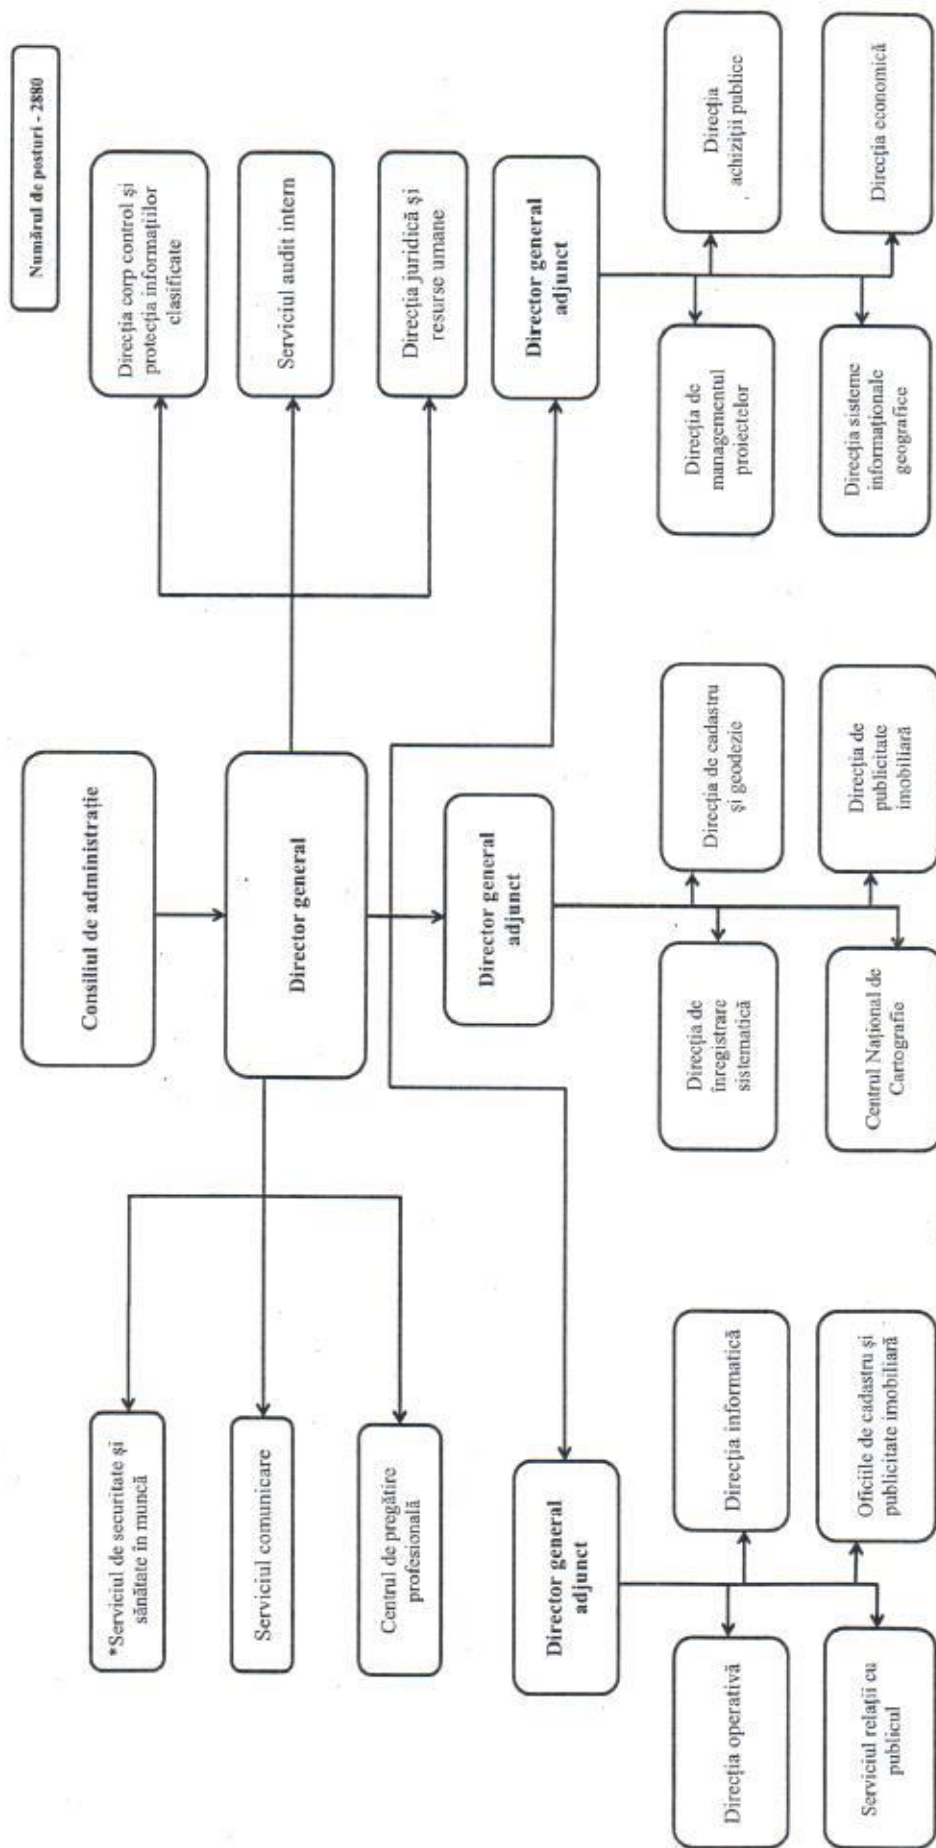 Numărul de posturi - 2880
Consiliul de administrație
Director general
*Serviciul de securitate și
sănătate în muncă
Serviciul comunicare
Centrul de pregătire
profesională
Direcția corp control și
protecția informațiilor
clasificate
Serviciul audit intern
Direcția juridică și
resurse umane
Director general
adjunct
Director general
adjunct
Director general
adjunct
Direcția operativă
Direcția informatică
Serviciul relații cu
publicul
Oficiile de cadastru și
publicitate imobiliară
Direcția de
înregistrare
sistematică
Direcția de cadastru
și geodezie
Centrul Național de
Cartografie
Direcția de
publicitate
imobiliară
Direcția de
managementul
proiectelor
Direcția
achiziții publice
Direcția sisteme
informaționale
geografice
Direcția economică